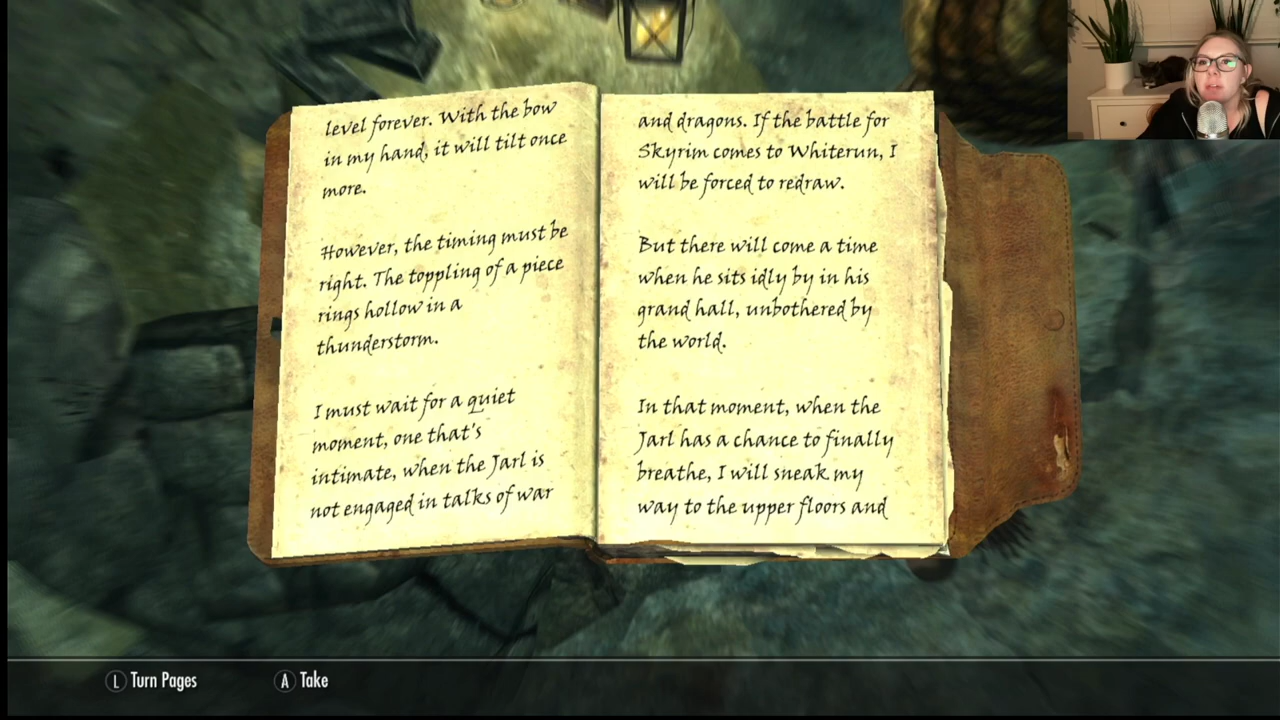 level forever. With the bow
in my hand, it will tilt once
more.
However, the timing must be
right. The toppling of a piece
rings hollow in a
thunderstorm.
I must wait for a quiet
moment, one that's
intimate, when the Jarl is
not engaged in talks of war
and dragons. If the battle for
Skyrim comes to Whiterun, I
will be forced to redraw.
But there will come a time
when he sits idly by in his
grand hall, unbothered by
the world.
In that moment, when the
Jarl has a chance to finally
breathe, I will sneak my
way to the upper floors and
L Turn Pages
A Take